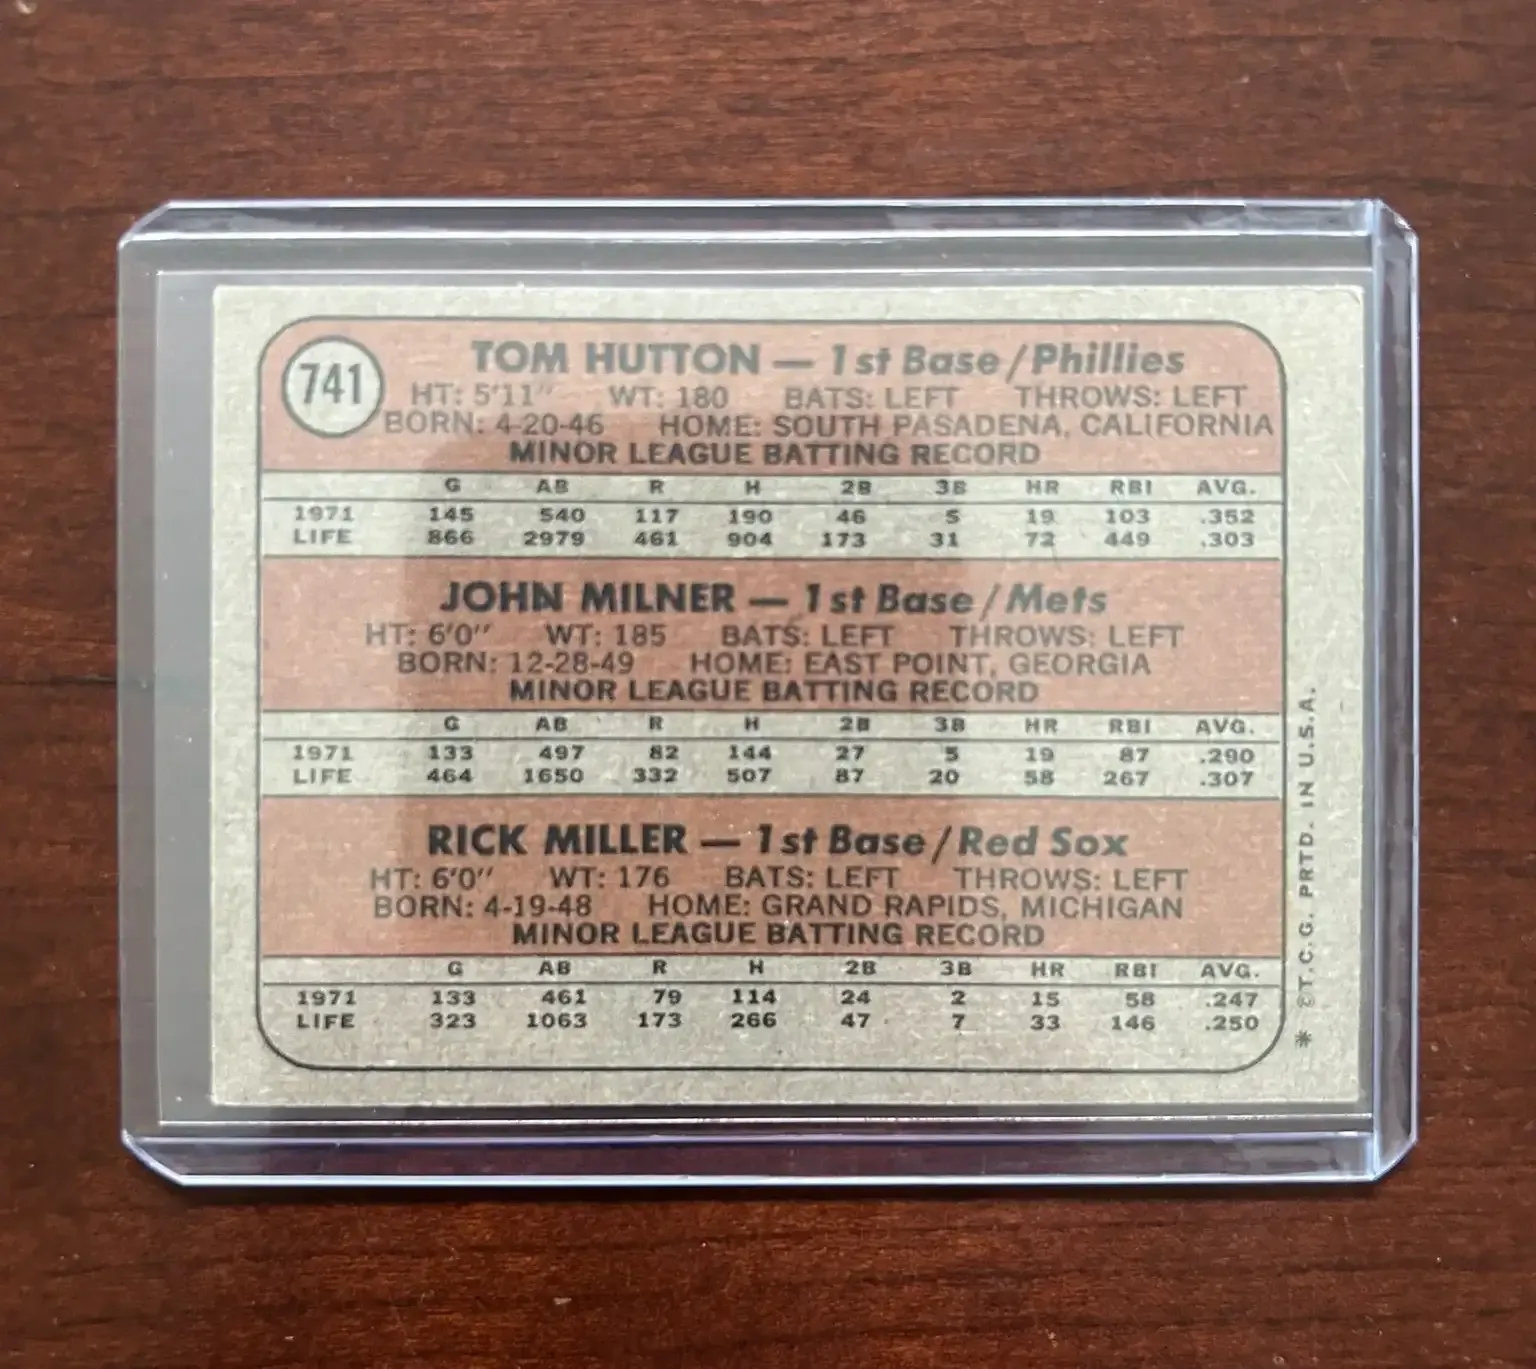 741
TOM HUTTON — 1st Base/Phillies
HT: 5'11" WT: 180 BATS: LEFT THROWS: LEFT
BORN: 4-20-46 HOME: SOUTH PASADENA, CALIFORNIA
MINOR LEAGUE BATTING RECORD
G AB R H 2B 3B HR RBI AVG.
1971 145 540 117 190 46 5 19 103 .352
LIFE 866 2979 461 904 173 31 72 449 .303
JOHN MILNER — 1st Base/Mets
HT: 6'0" WT: 185 BATS: LEFT THROWS: LEFT
BORN: 12-28-49 HOME: EAST POINT, GEORGIA
MINOR LEAGUE BATTING RECORD
G AB R H 2B 3B HR RBI AVG.
1971 133 497 82 144 27 5 19 87 .290
LIFE 464 1650 332 507 87 20 58 267 .307
RICK MILLER — 1st Base/Red Sox
HT: 6'0" WT: 176 BATS: LEFT THROWS: LEFT
BORN: 4-19-48 HOME: GRAND RAPIDS, MICHIGAN
MINOR LEAGUE BATTING RECORD
G AB R H 2B 3B HR RBI AVG.
1971 133 461 79 114 24 2 15 58 .247
LIFE 323 1063 173 266 47 7 33 146 .250
* ©T.C.G. PRTD. IN U.S.A.